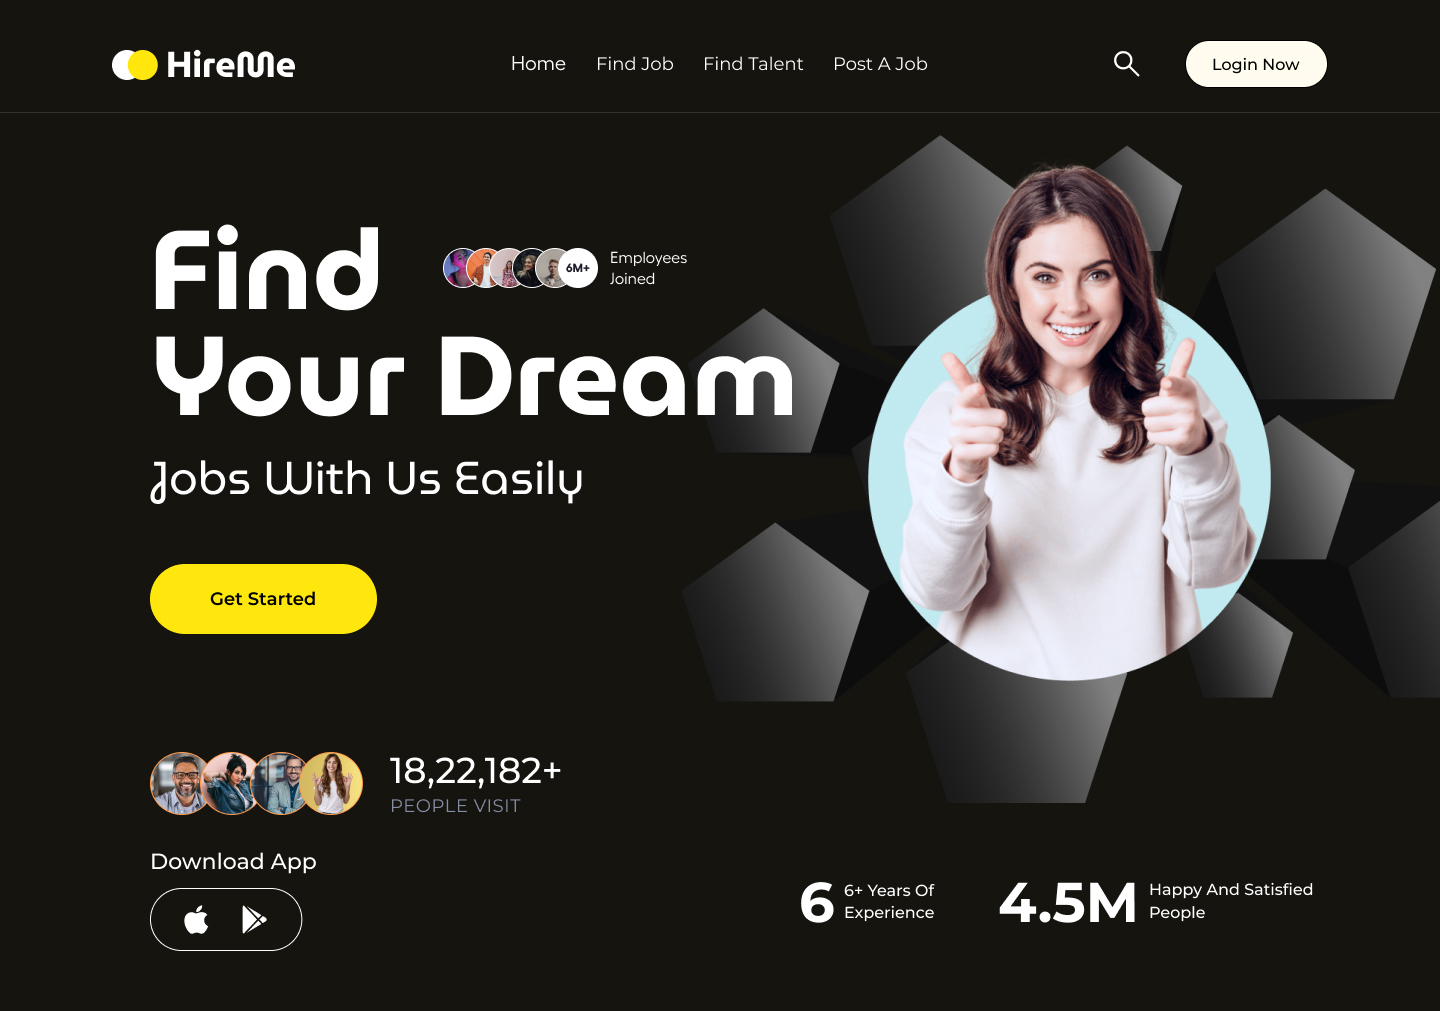 HireMe
Home Find Job Find Talent Post A Job
Login Now
Find
6M+
Employees
Joined
Your Dream
Jobs With Us Easily
Get Started
18,22,182+
PEOPLE VISIT
Download App
6
6+ Years Of
Experience
4.5M
Happy And Satisfied
People